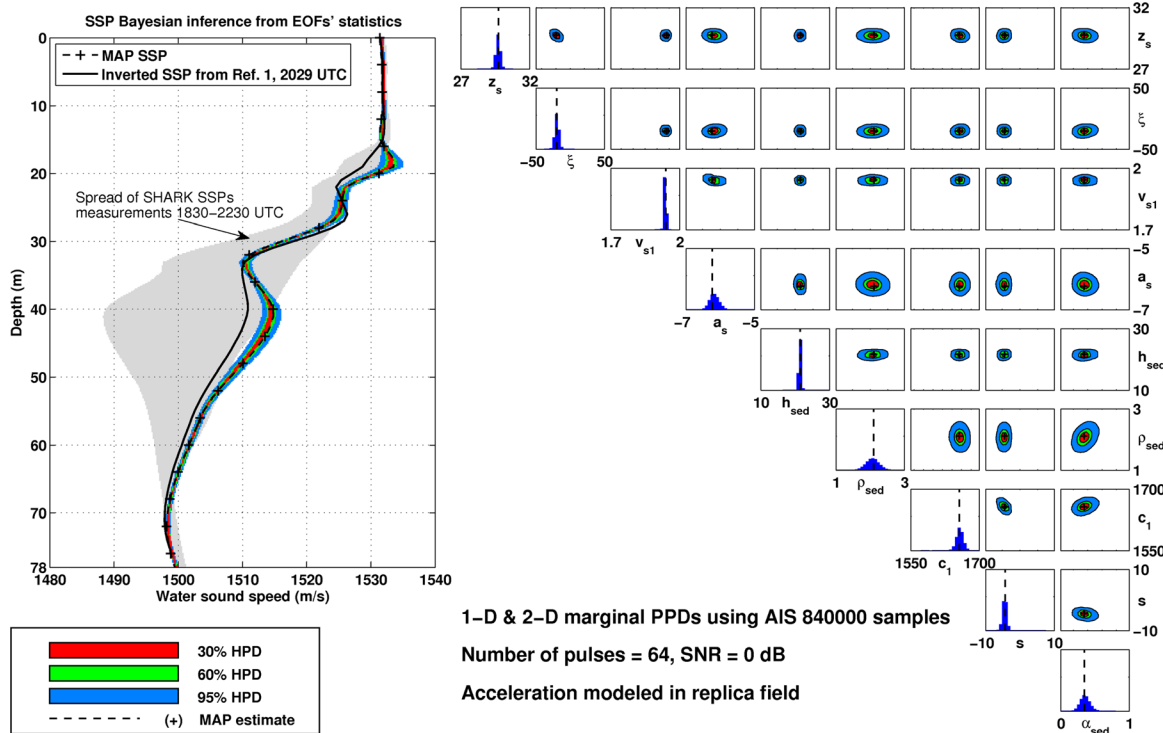 SSP Bayesian inference from EOFs' statistics
MAP SSP
Inverted SSP from Ref. 1, 2029 UTC
Spread of SHARK SSPs
measurements 1830−2230 UTC
Depth (m)
0
10
20
30
40
50
60
70
78
1480 1490 1500 1510 1520 1530 1540
Water sound speed (m/s)
30% HPD
60% HPD
95% HPD
(+) MAP estimate
32
z_s
27
27 z_s 32
50
ξ
−50
−50 ξ 50
2
v_s1
1.7
1.7 v_s1 2
−5
a_s
−7
−7 a_s −5
30
h_sed
10
10 h_sed 30
3
ρ_sed
1
1 ρ_sed 3
1700
c_1
1550
1550 c_1 1700
10
s
−10
−10 s 10
0 α_sed 1
1−D & 2−D marginal PPDs using AIS 840000 samples
Number of pulses = 64, SNR = 0 dB
Acceleration modeled in replica field